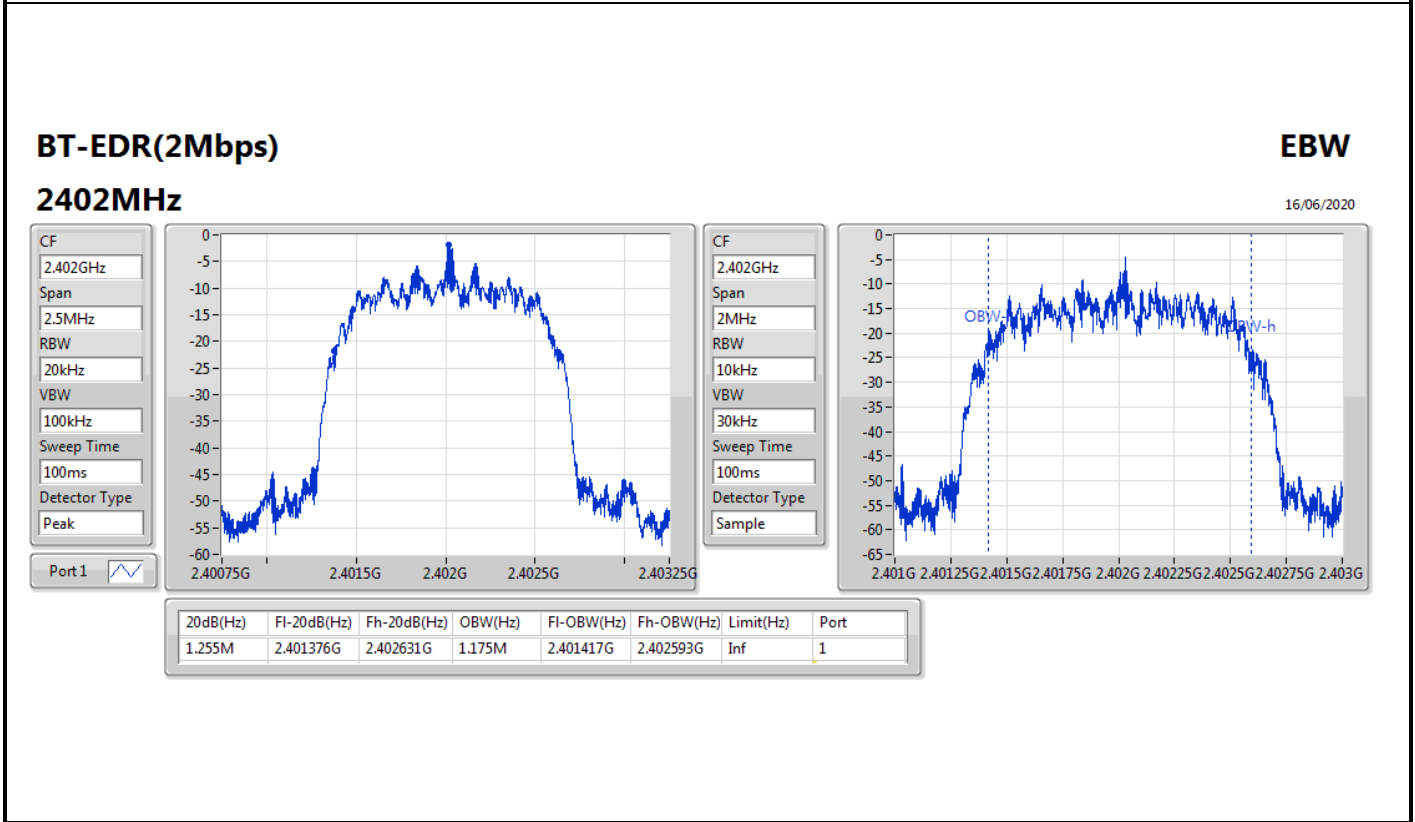 BT-EDR(2Mbps)
EBW
2402MHz
16/06/2020
CF
2.402GHz
Span
2.5MHz
RBW
20kHz
VBW
100kHz
Sweep Time
100ms
Detector Type
Peak
Port 1
0
-5
-10
-15
-20
-25
-30
-35
-40
-45
-50
-55
-60
2.40075G 2.4015G 2.402G 2.4025G 2.40325G
CF
2.402GHz
Span
2MHz
RBW
10kHz
VBW
30kHz
Sweep Time
100ms
Detector Type
Sample
0
-5
-10
-15
-20
-25
-30
-35
-40
-45
-50
-55
-60
-65
OBW-
2.401G 2.40125G 2.4015G 2.40175G 2.402G 2.40225G 2.4025G 2.40275G 2.403G
20dB(Hz) Fl-20dB(Hz) Fh-20dB(Hz) OBW(Hz) Fl-OBW(Hz) Fh-OBW(Hz) Limit(Hz) Port
1.255M 2.401376G 2.402631G 1.175M 2.401417G 2.402593G Inf 1